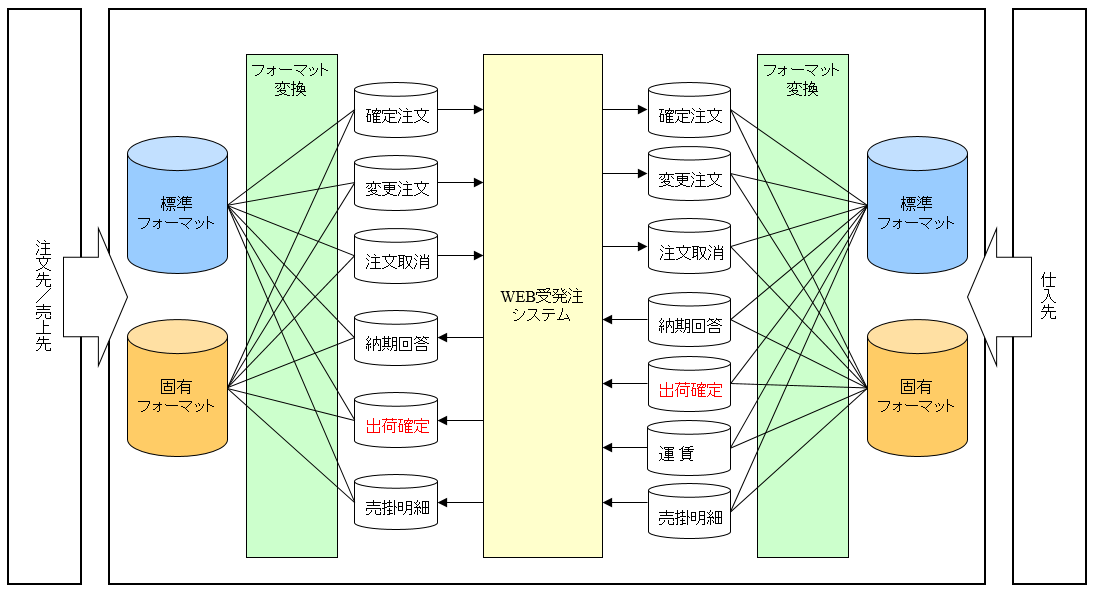 注文先／売上先
標準
フォーマット
固有
フォーマット
フォーマット
変換
確定注文
変更注文
注文取消
納期回答
出荷確定
売掛明細
WEB受発注
システム
確定注文
変更注文
注文取消
納期回答
出荷確定
運 賃
売掛明細
フォーマット
変換
標準
フォーマット
固有
フォーマット
仕入先